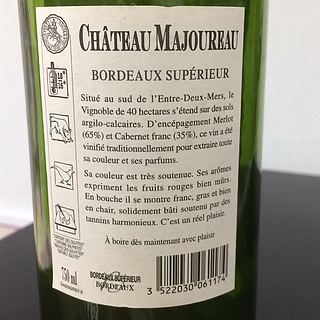 CHÂTEAU MAJOUREAU
BORDEAUX SUPÉRIEUR
Situé au sud de l'Entre-Deux-Mers, le
Vignoble de 40 hectares s'étend sur des sols
argilo-calcaires. D'encépagement Merlot
(65%) et Cabernet franc (35%), ce vin a été
vinifié traditionnellement pour extraire toute
sa couleur et ses parfums.
Sa couleur est très soutenue. Ses arômes
expriment les fruits rouges bien mûrs.
En bouche il se montre franc, gras et bien
en chair, solidement bâti soutenu par des
tannins harmonieux. C'est un réel plaisir.
À boire dès maintenant avec plaisir
750 ml
BORDEAUX SUPÉRIEUR
BORDEAUX
3 522030 061174